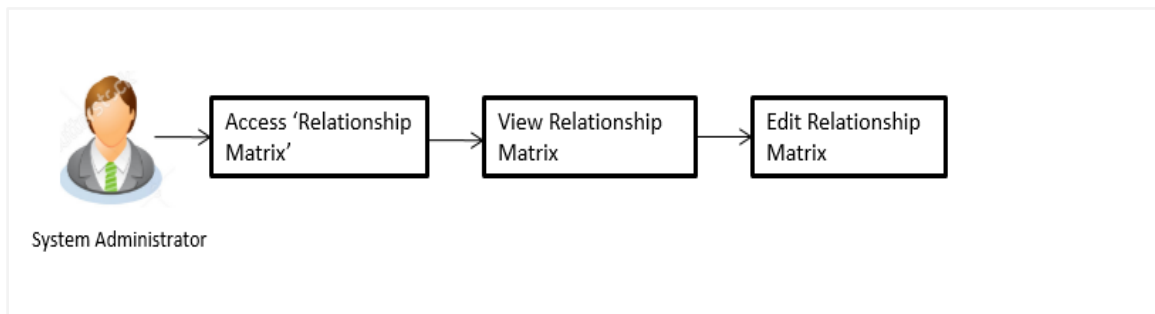 Access ‘Relationship
Matrix’
View Relationship
Matrix
Edit Relationship
Matrix
System Administrator